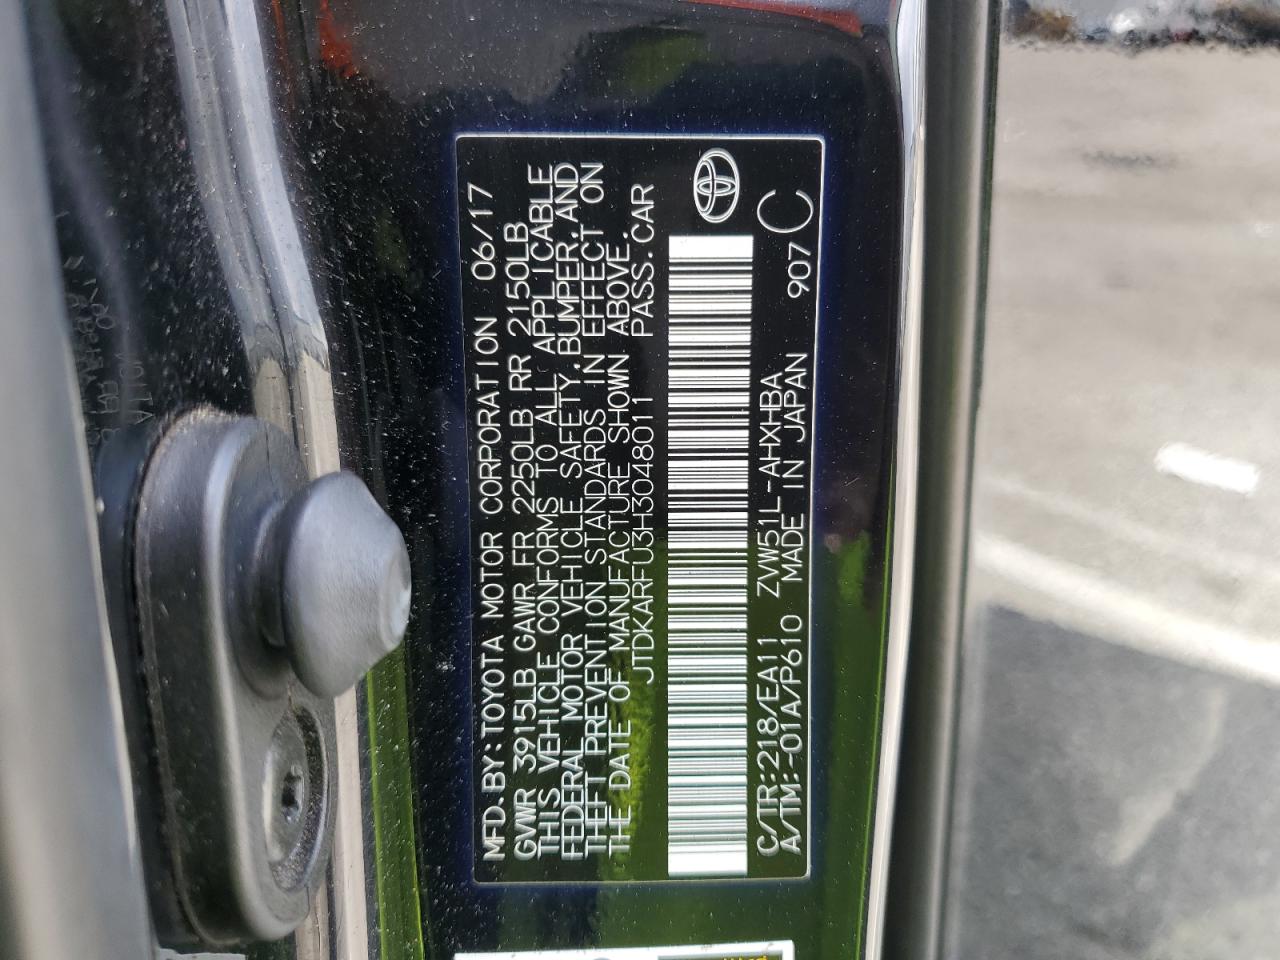 MFD. BY: TOYOTA MOTOR CORPORATION 06/17
GVWR 3915LB GAWR FR 2250LB RR 2150LB
THIS VEHICLE CONFORMS TO ALL APPLICABLE
FEDERAL MOTOR VEHICLE SAFETY, BUMPER, AND
THEFT PREVENTION STANDARDS IN EFFECT ON
THE DATE OF MANUFACTURE SHOWN ABOVE.
JTDKARFU3H3048011 PASS. CAR
C/TR: 218/EA11 ZVW51L-AHXHBA 907 C
A/TM: -01A/P610 MADE IN JAPAN